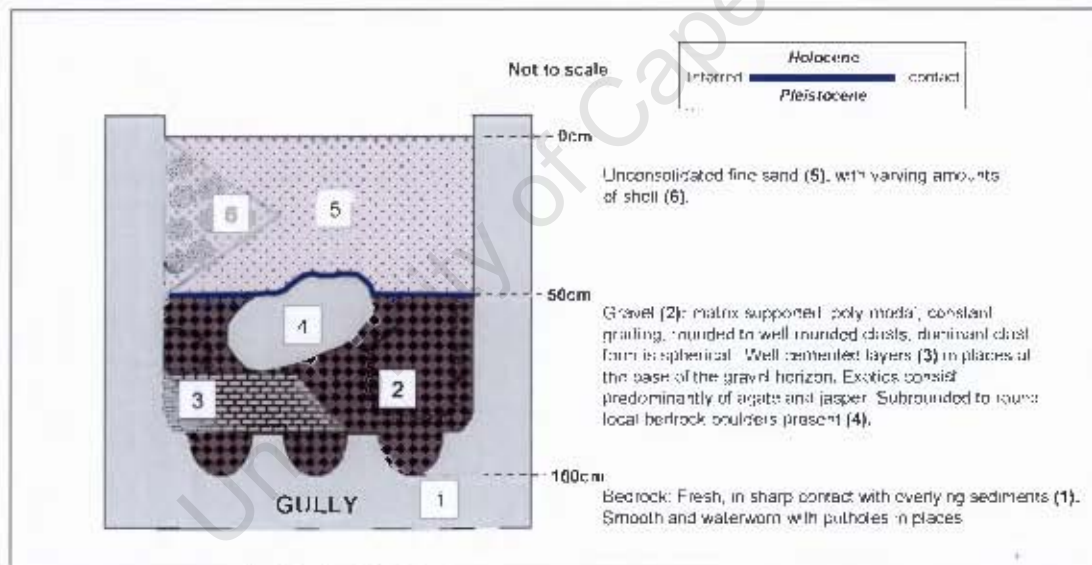 Not to scale
Holocene
Inferred contact
Pleistocene
0cm
Unconsolidated fine sand (5), with varying amounts
of shell (6).
6
5
50cm
4
Gravel (2): matrix supported, poly modal, constant
grading, rounded to well rounded clasts, dominant clast
form is spherical. Well cemented layers (3) in places at
the base of the gravel horizon. Exotics consist
predominantly of agate and jasper. Subrounded to round
local bedrock boulders present (4).
2
3
100cm
GULLY
1
Bedrock: Fresh, in sharp contact with overlying sediments (1).
Smooth and waterworn with potholes in places
University of Cape